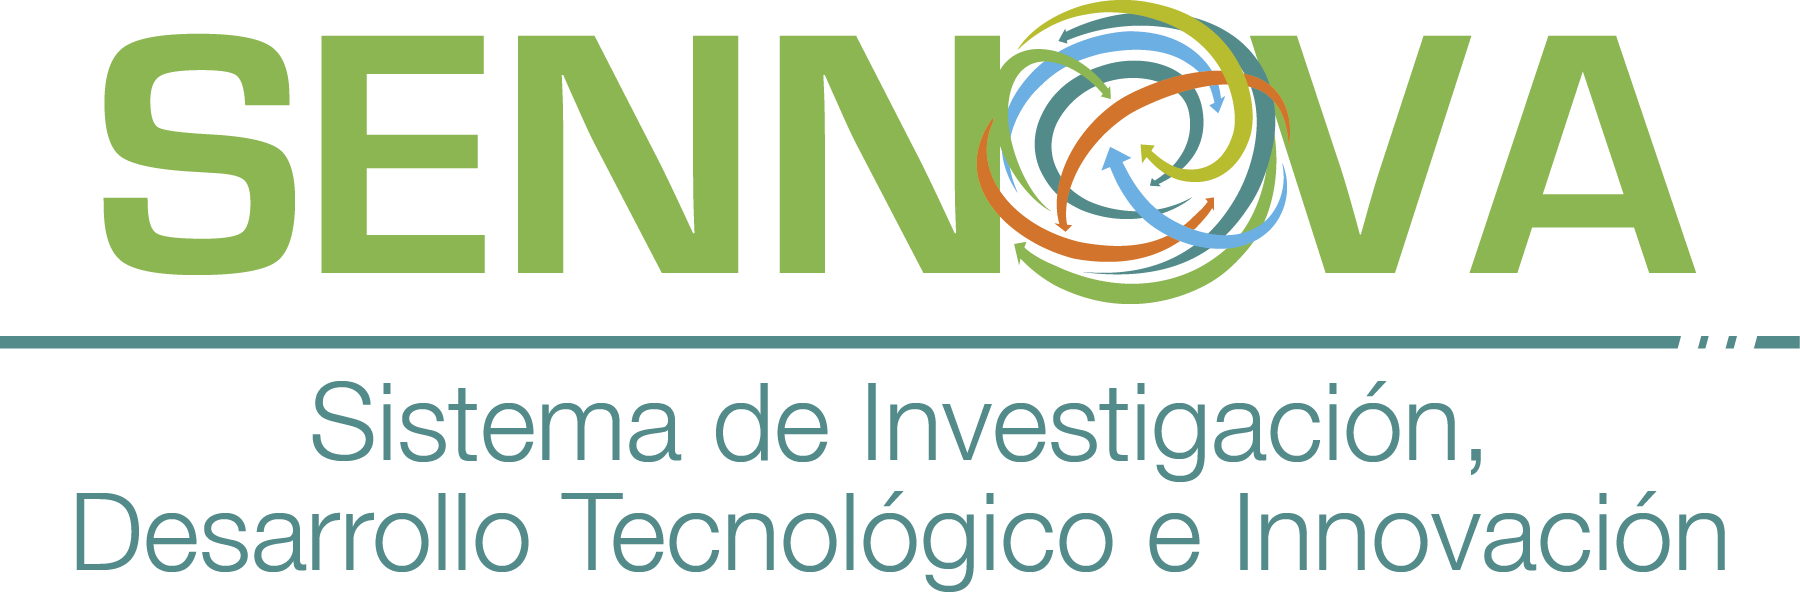 SENNOVA
Sistema de Investigación,
Desarrollo Tecnológico e Innovación